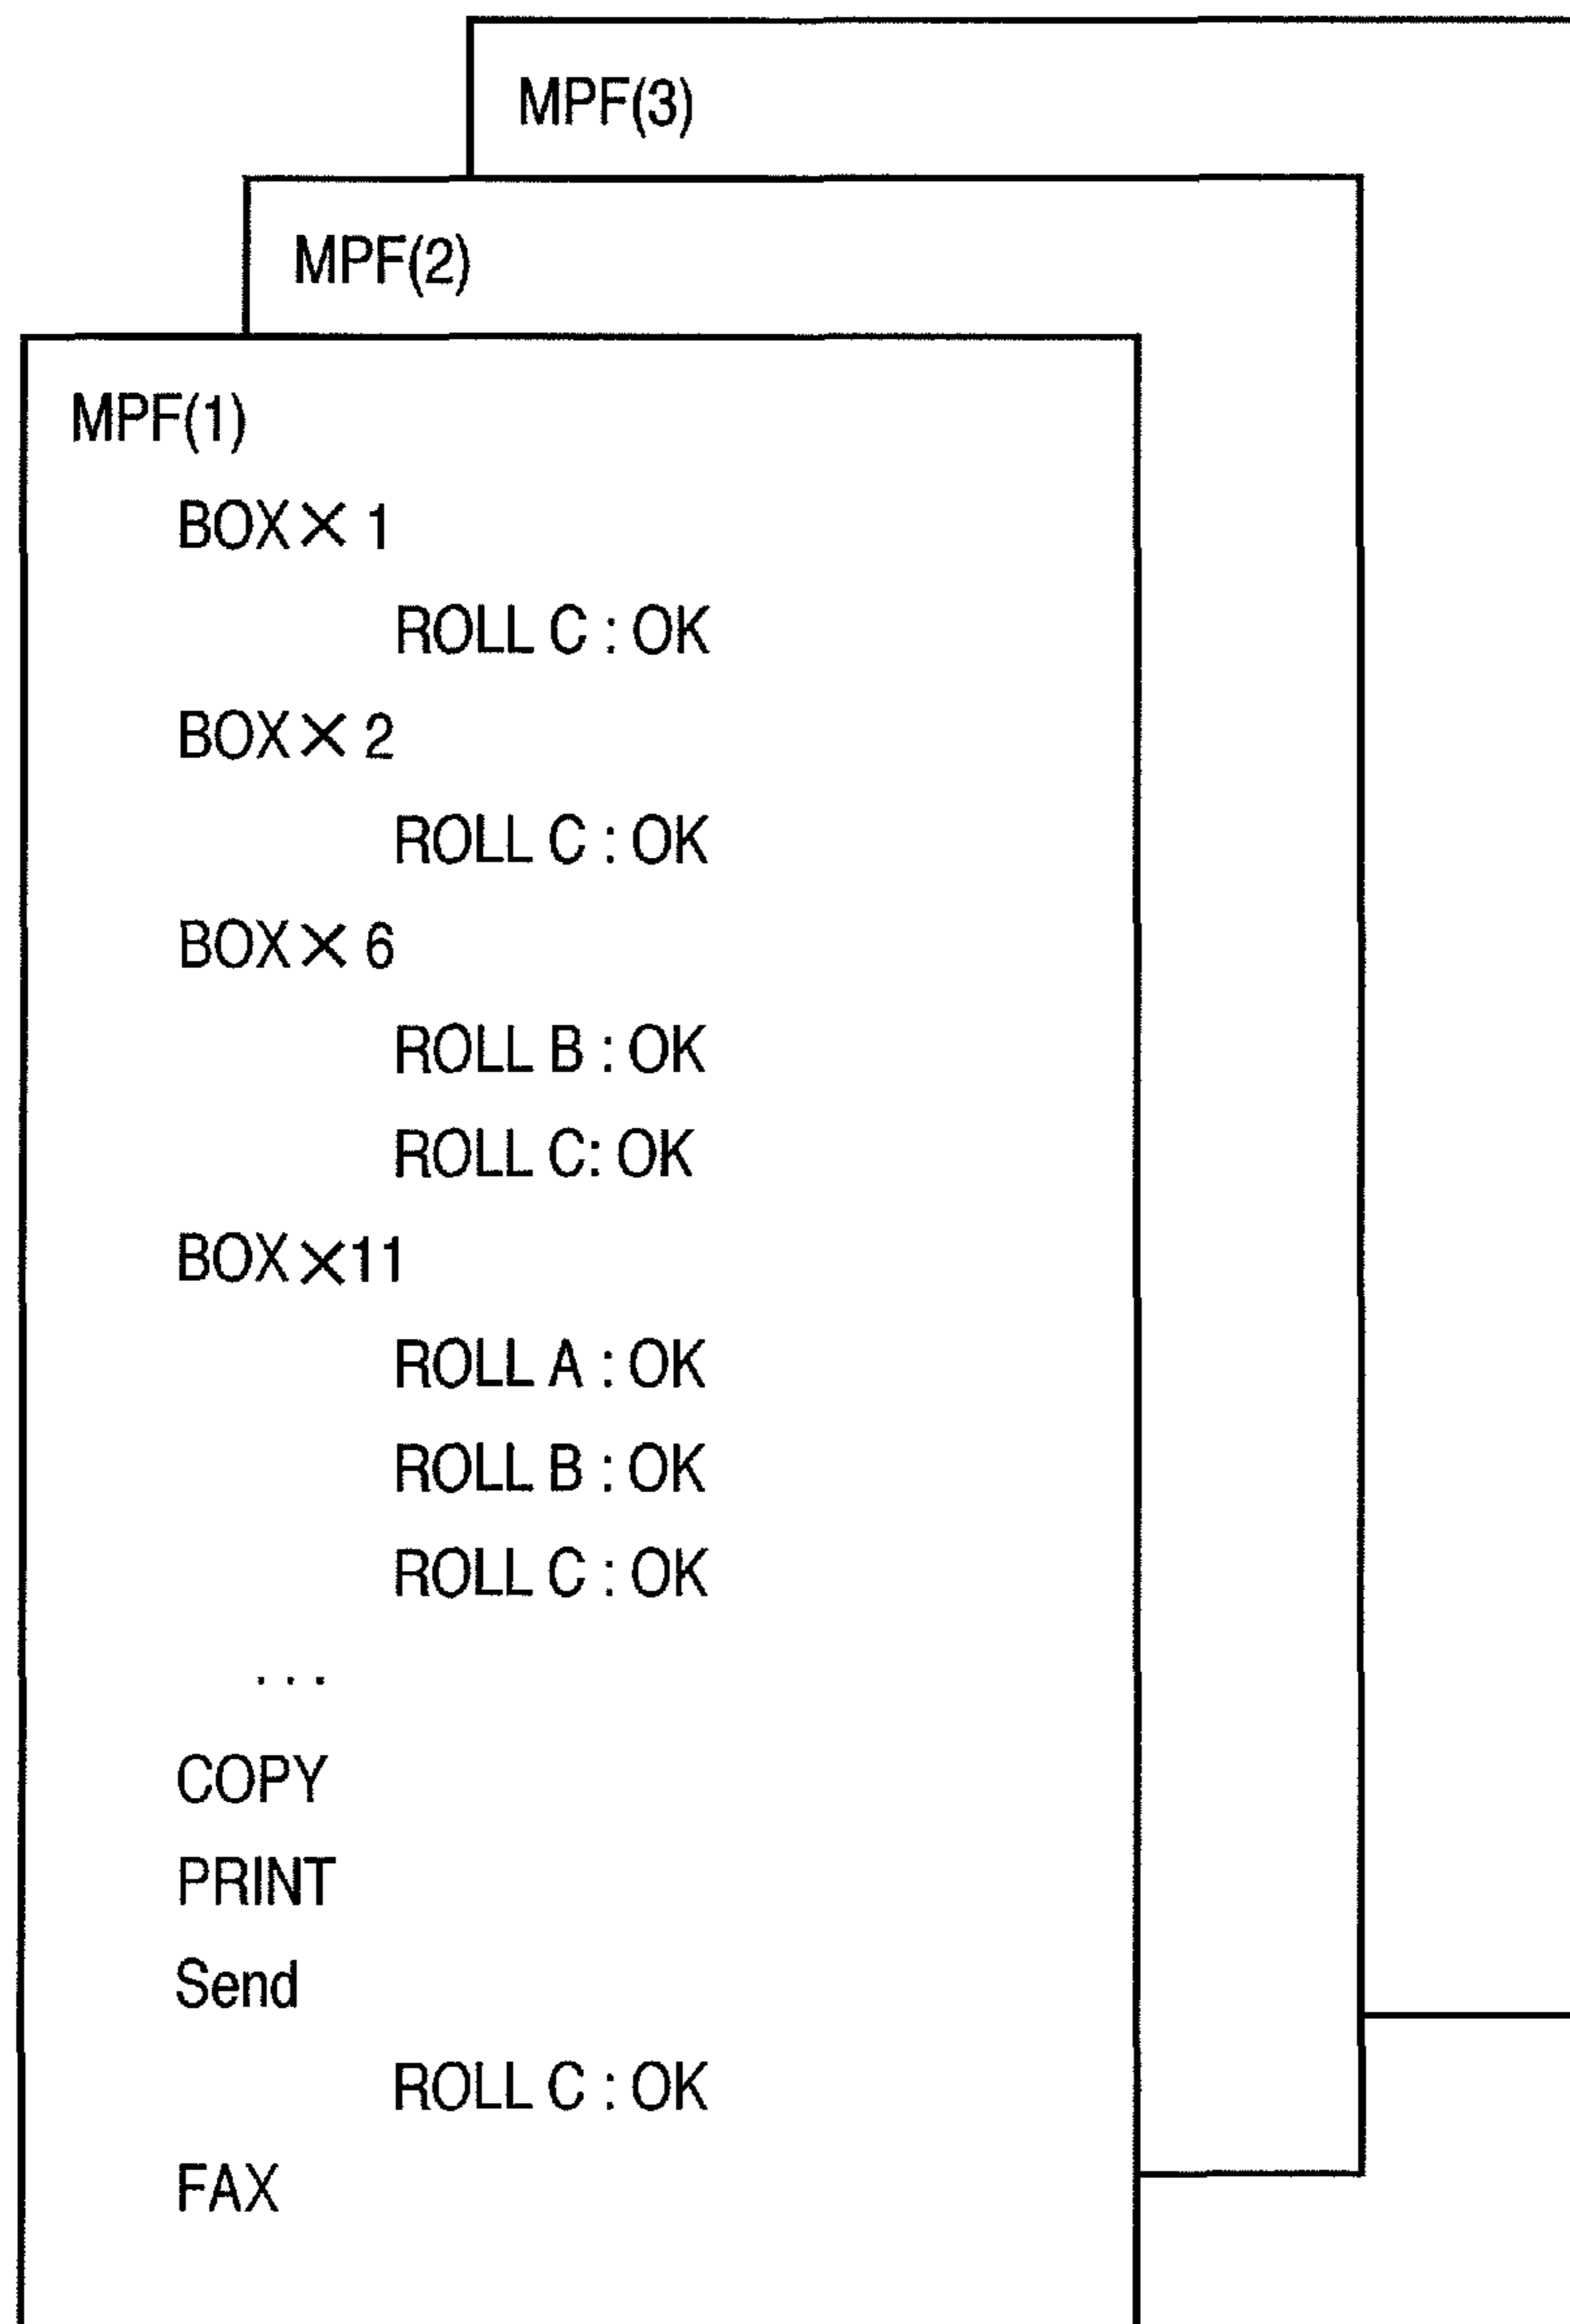 MPF(3)
MPF(2)
MPF(1)
BOX× 1
ROLL C : OK
BOX× 2
ROLL C : OK
BOX× 6
ROLL B : OK
ROLL C: OK
BOX×11
ROLL A : OK
ROLL B : OK
ROLL C : OK
...
COPY
PRINT
Send
ROLL C : OK
FAX